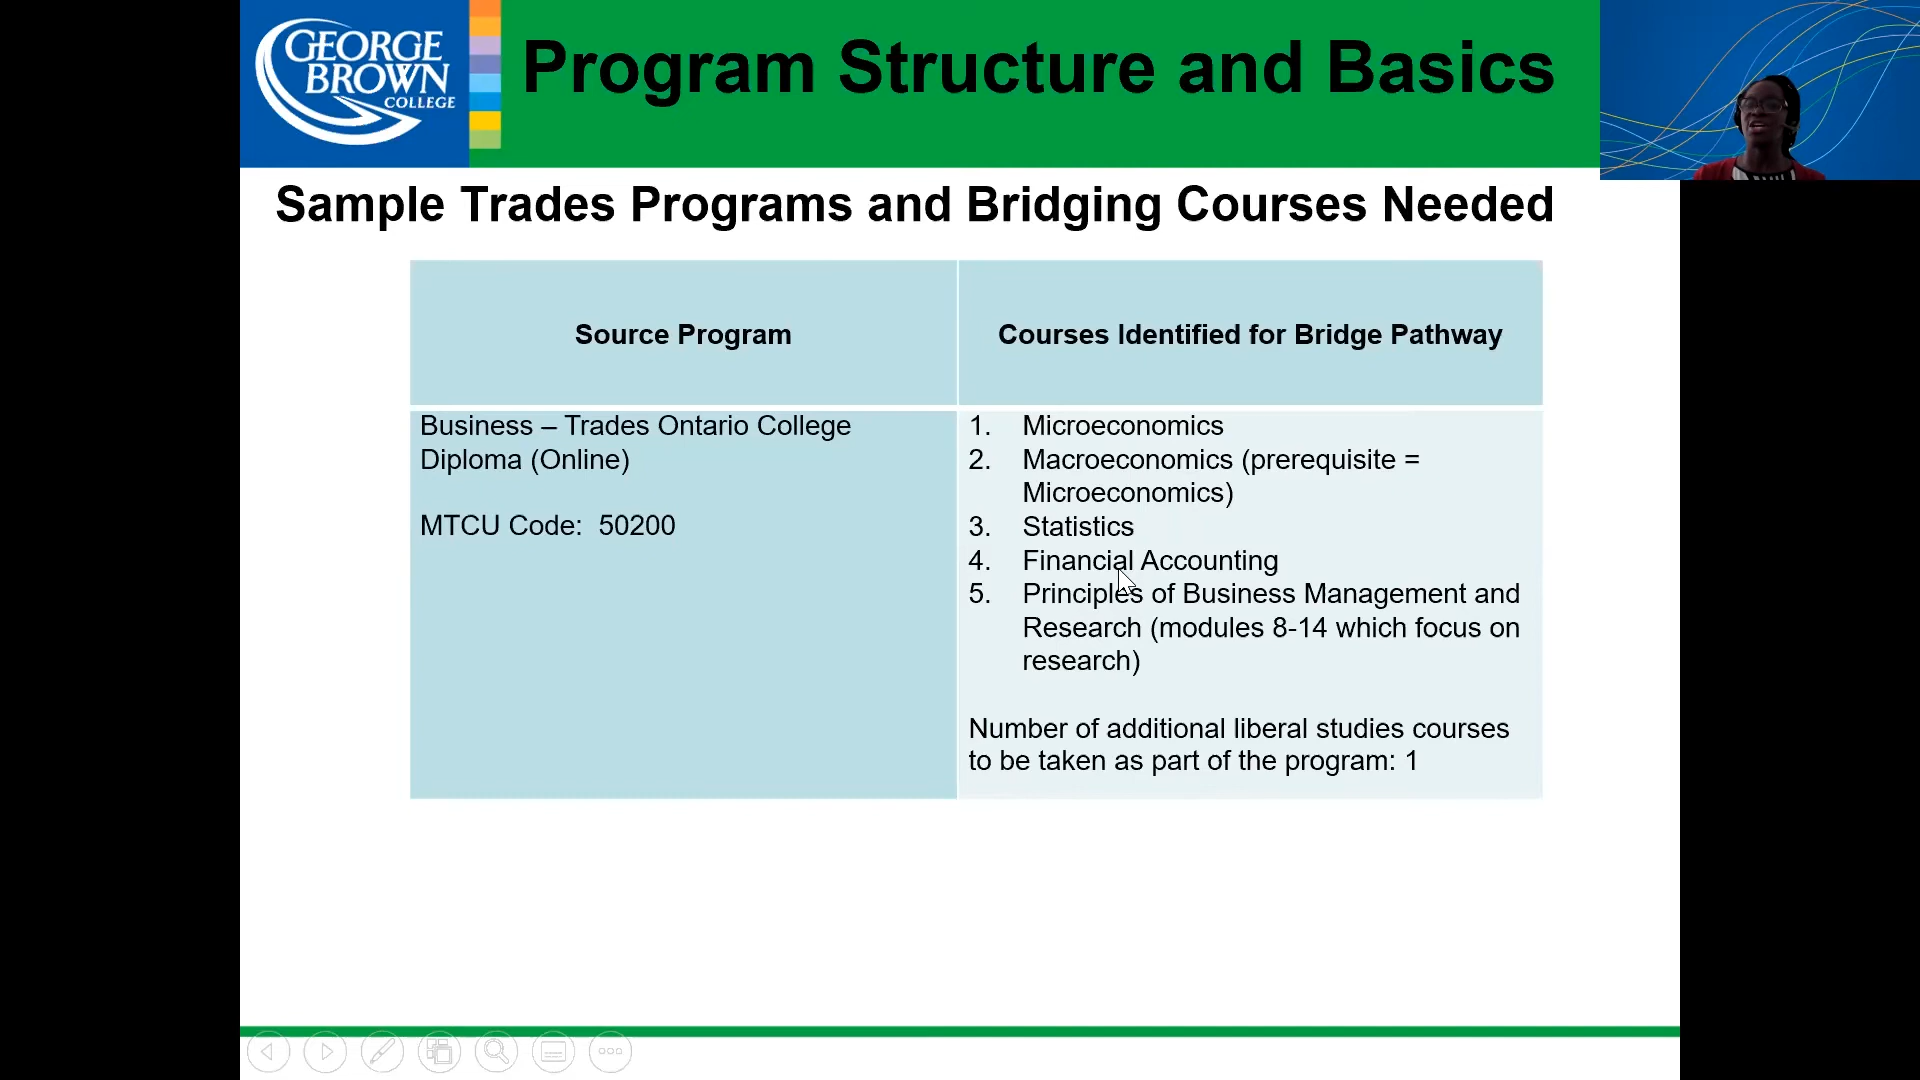 GEORGE
BROWN
COLLEGE
Program Structure and Basics
Sample Trades Programs and Bridging Courses Needed
Source Program
Courses Identified for Bridge Pathway
Business – Trades Ontario College
Diploma (Online)
MTCU Code:  50200
1. Microeconomics
2. Macroeconomics (prerequisite =
Microeconomics)
3. Statistics
4. Financial Accounting
5. Principles of Business Management and
Research (modules 8-14 which focus on
research)
Number of additional liberal studies courses
to be taken as part of the program: 1